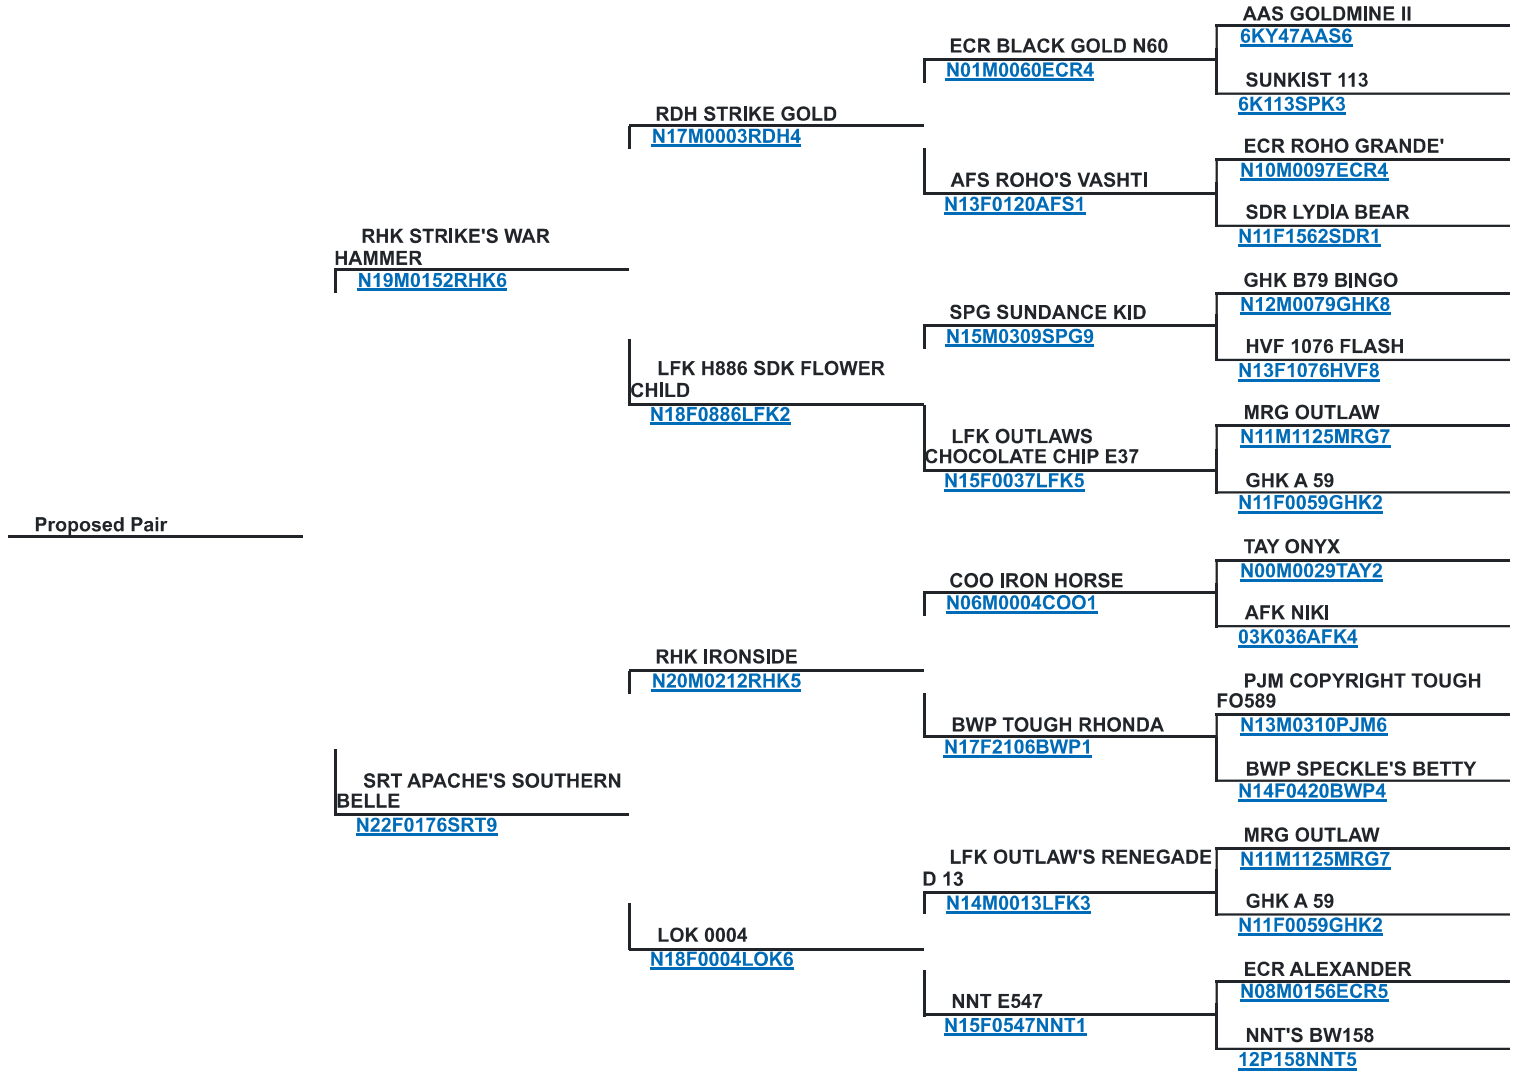 AAS GOLDMINE II
6KY47AAS6
ECR BLACK GOLD N60
N01M0060ECR4
SUNKIST 113
6K113SPK3
RDH STRIKE GOLD
N17M0003RDH4
ECR ROHO GRANDE'
N10M0097ECR4
AFS ROHO'S VASHTI
N13F0120AFS1
SDR LYDIA BEAR
N11F1562SDR1
RHK STRIKE'S WAR
HAMMER
N19M0152RHK6
GHK B79 BINGO
N12M0079GHK8
SPG SUNDANCE KID
N15M0309SPG9
HVF 1076 FLASH
N13F1076HVF8
LFK H886 SDK FLOWER
CHILD
N18F0886LFK2
MRG OUTLAW
N11M1125MRG7
LFK OUTLAWS
CHOCOLATE CHIP E37
N15F0037LFK5
GHK A 59
N11F0059GHK2
Proposed Pair
TAY ONYX
N00M0029TAY2
COO IRON HORSE
N06M0004COO1
AFK NIKI
03K036AFK4
RHK IRONSIDE
N20M0212RHK5
PJM COPYRIGHT TOUGH
FO589
N13M0310PJM6
BWP TOUGH RHONDA
N17F2106BWP1
BWP SPECKLE'S BETTY
N14F0420BWP4
SRT APACHE'S SOUTHERN
BELLE
N22F0176SRT9
MRG OUTLAW
N11M1125MRG7
LFK OUTLAW'S RENEGADE
D 13
N14M0013LFK3
GHK A 59
N11F0059GHK2
LOK 0004
N18F0004LOK6
ECR ALEXANDER
N08M0156ECR5
NNT E547
N15F0547NNT1
NNT'S BW158
12P158NNT5